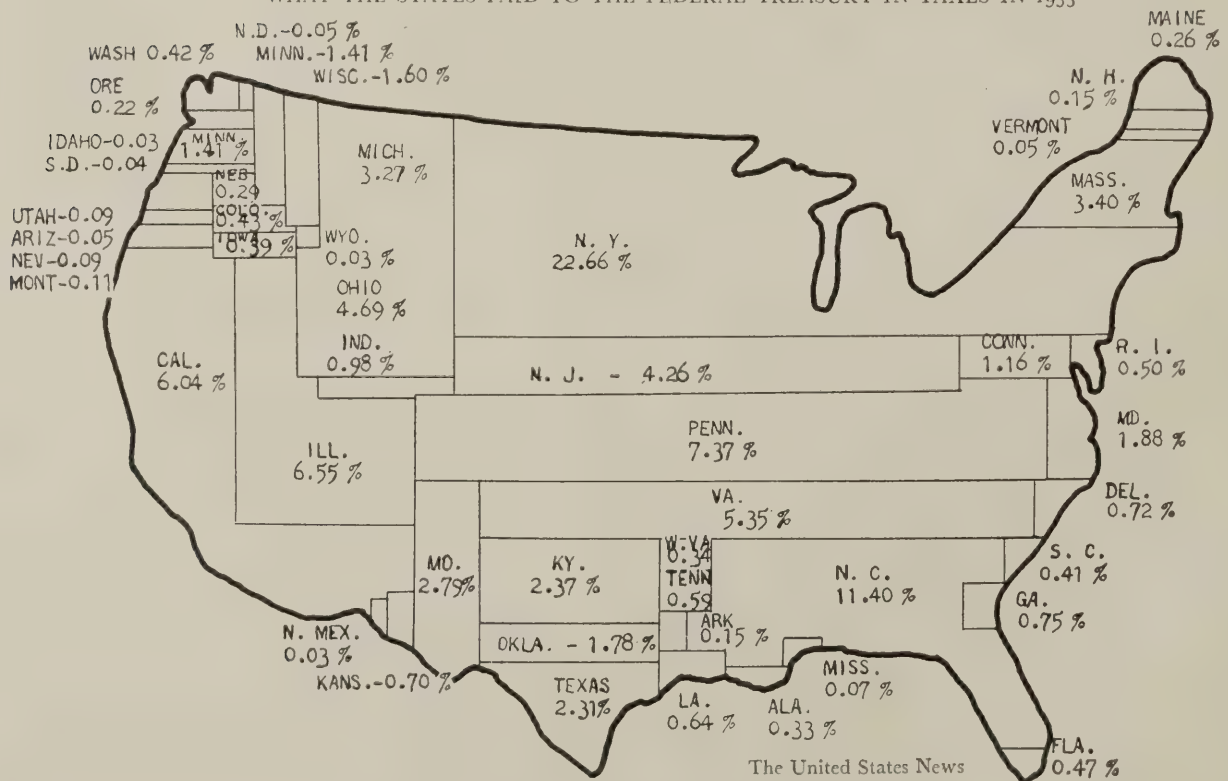 WHAT THE STATES PAID TO THE FEDERAL TREASURY IN TAXES IN 1933
MAINE
0.26 %
N.D.-0.05 %
WASH 0.42 %
MINN.-1.41 %
WISC.-1.60 %
ORE
0.22 %
N. H.
0.15 %
VERMONT
0.05 %
IDAHO-0.03
S.D.-0.04
MINN.
1.41 %
MICH.
3.27 %
MASS.
3.40 %
NEB
0.29
UTAH-0.09
ARIZ-0.05
NEV-0.09
MONT-0.11
COLO.
0.43 %
IOWA
0.39 %
WYO.
0.03 %
N. Y.
22.66 %
OHIO
4.69 %
IND.
0.98 %
CAL.
6.04 %
N. J. - 4.26 %
CONN.
1.16 %
R. I.
0.50 %
PENN.
7.37 %
MD.
1.88 %
ILL.
6.55 %
VA.
5.35 %
DEL.
0.72 %
MO.
2.79%
KY.
2.37 %
W-VA
0.34
TENN
0.59
N. C.
11.40 %
S. C.
0.41 %
GA.
0.75 %
ARK
0.15 %
OKLA. - 1.78 %
N. MEX.
0.03 %
KANS.-0.70 %
TEXAS
2.31%
LA.
0.64 %
ALA.
0.33 %
MISS.
0.07 %
FLA.
0.47 %
The United States News